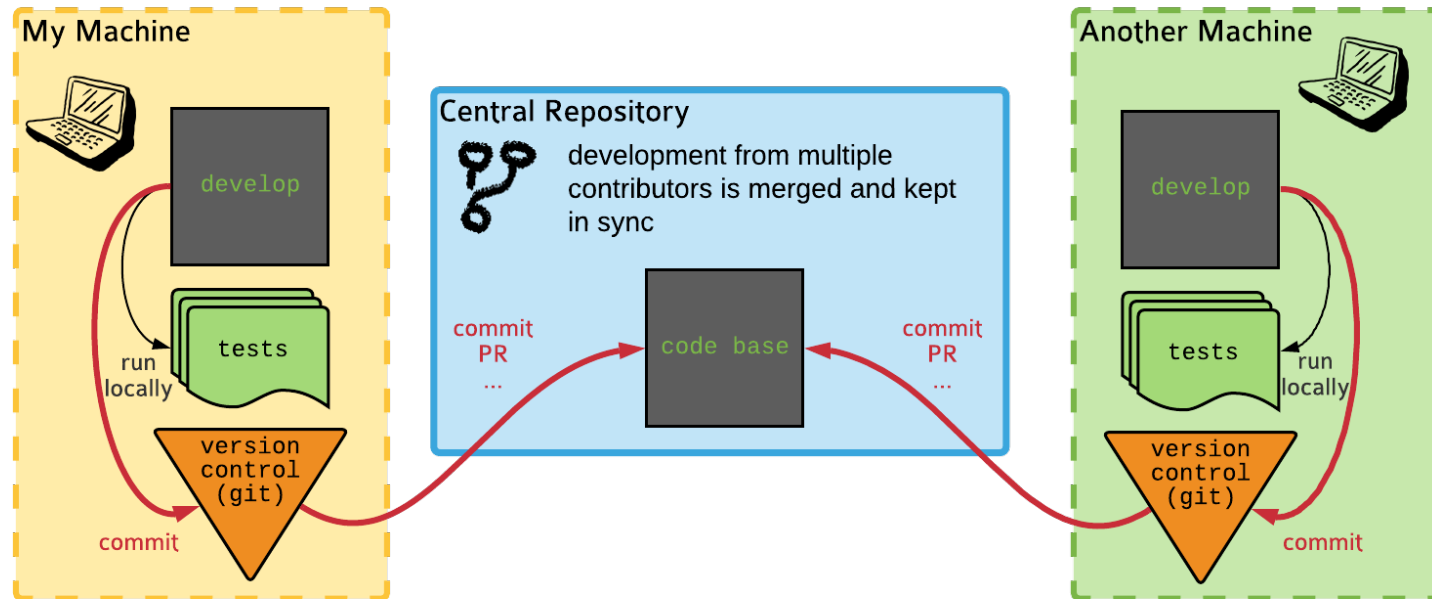 My Machine
develop
tests
run
locally
version
control
(git)
commit
Central Repository
development from multiple
contributors is merged and kept
in sync
commit
PR
...
code base
commit
PR
...
Another Machine
develop
tests
run
locally
version
control
(git)
commit